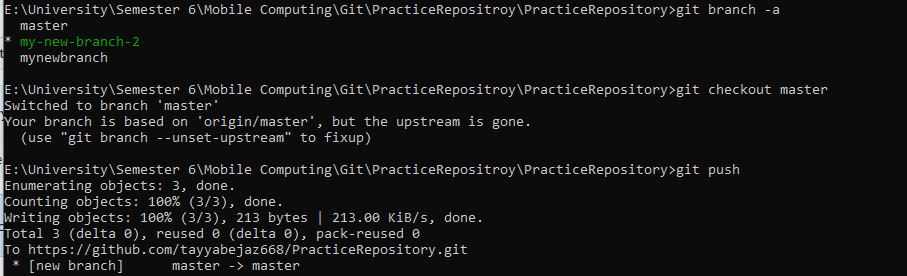 E:\University\Semester 6\Mobile Computing\Git\PracticeRepositroy\PracticeRepository>git branch -a
  master
* my-new-branch-2
  mynewbranch
E:\University\Semester 6\Mobile Computing\Git\PracticeRepositroy\PracticeRepository>git checkout master
Switched to branch 'master'
Your branch is based on 'origin/master', but the upstream is gone.
  (use "git branch --unset-upstream" to fixup)
E:\University\Semester 6\Mobile Computing\Git\PracticeRepositroy\PracticeRepository>git push
Enumerating objects: 3, done.
Counting objects: 100% (3/3), done.
Writing objects: 100% (3/3), 213 bytes | 213.00 KiB/s, done.
Total 3 (delta 0), reused 0 (delta 0), pack-reused 0
To https://github.com/tayyabejaz668/PracticeRepository.git
 * [new branch]      master -> master